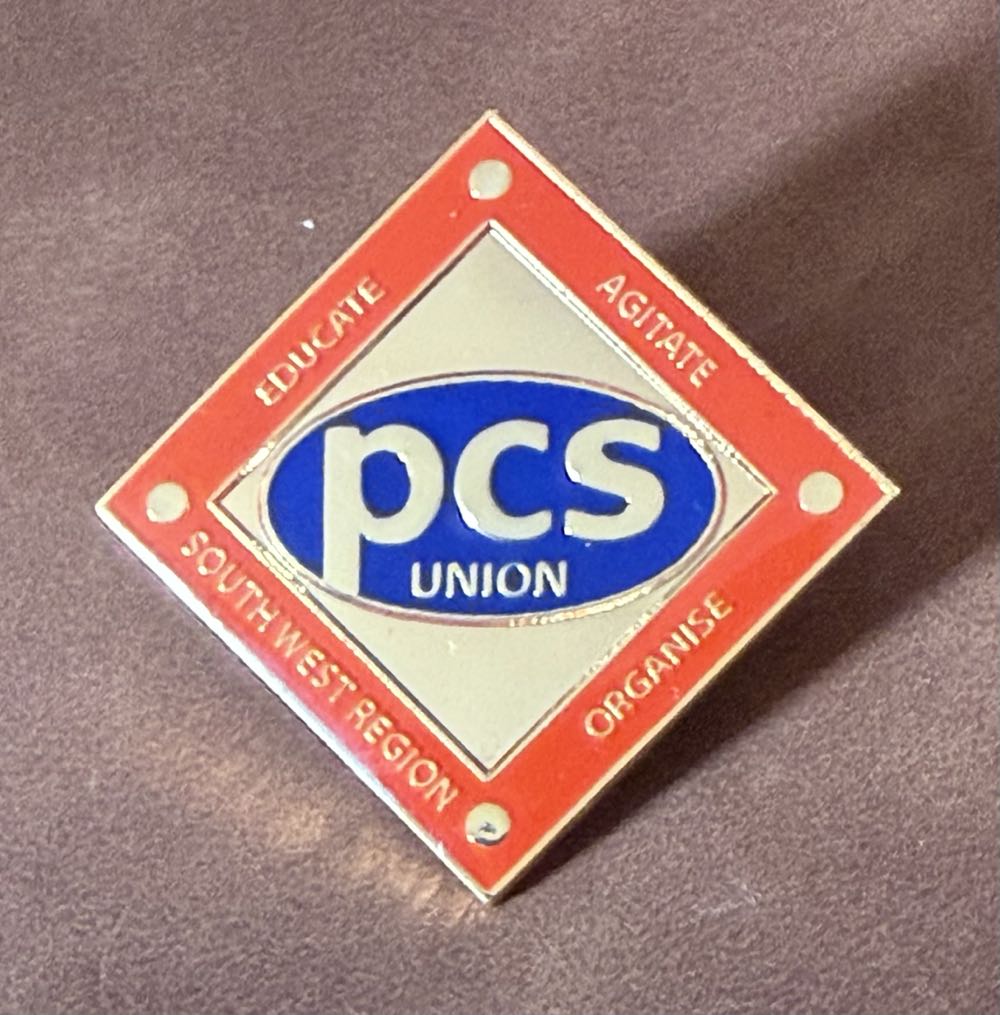 EDUCATE
AGITATE
pcs
UNION
ORGANISE
SOUTH WEST REGION